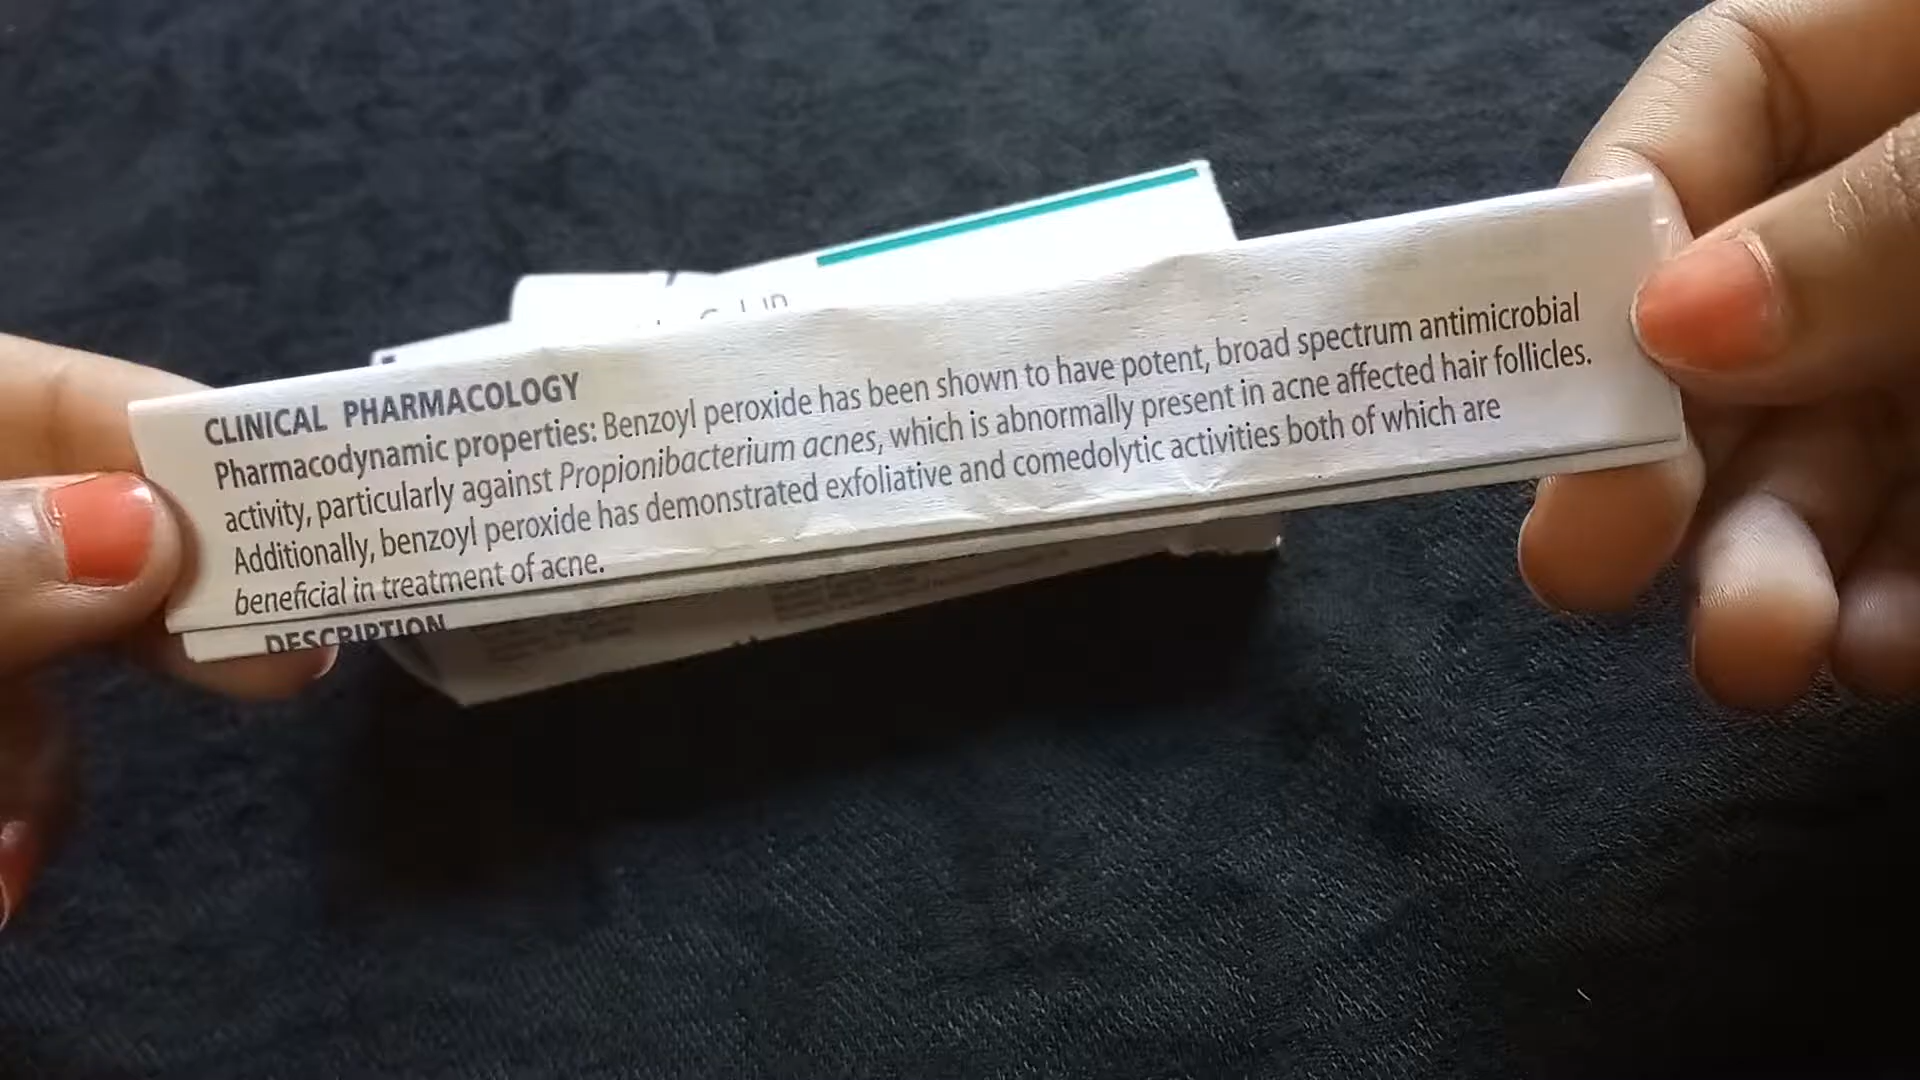 CLINICAL PHARMACOLOGY
Pharmacodynamic properties: Benzoyl peroxide has been shown to have potent, broad spectrum antimicrobial
activity, particularly against Propionibacterium acnes, which is abnormally present in acne affected hair follicles.
Additionally, benzoyl peroxide has demonstrated exfoliative and comedolytic activities both of which are
beneficial in treatment of acne.
DESCRIPTION